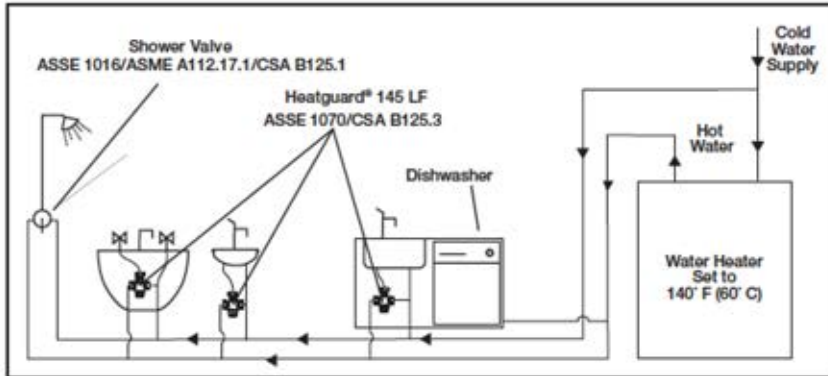 Shower Valve
ASSE 1016/ASME A112.17.1/CSA B125.1
Heatguard® 145 LF
ASSE 1070/CSA B125.3
Dishwasher
Cold
Water
Supply
Hot
Water
Water Heater
Set to
140˚ F (60˚ C)